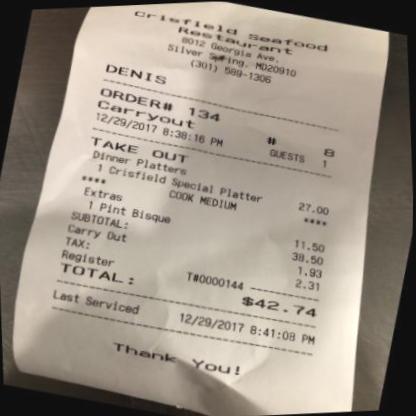 Crisfield Seafood
Restaurant
8012 Georgia Ave.
Silver Spring, MD20910
(301) 589-1306
DENIS
ORDER# 134 # 8
Carryout GUESTS 1
12/29/2017 8:38:16 PM
TAKE OUT
Dinner Platters
1 Crisfield Special Platter 27.00
**** COOK MEDIUM ****
Extras
1 Pint Bisque 11.50
SUBTOTAL: 38.50
Carry Out 1.93
TAX: 2.31
Register T#0000144
TOTAL: $42.74
Last Serviced 12/29/2017 8:41:08 PM
Thank You!